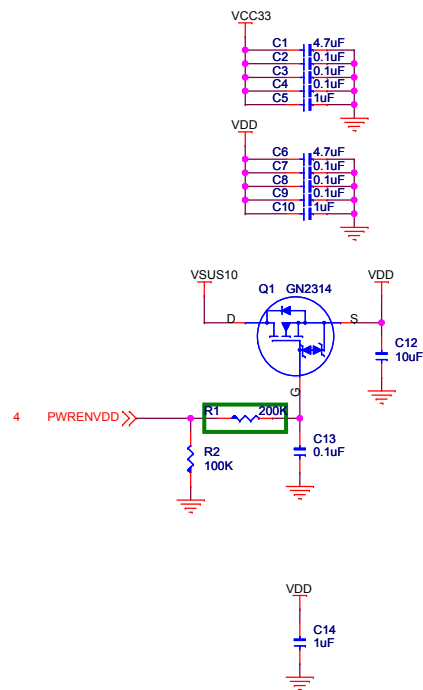 VCC33
C1 4.7uF
C2 0.1uF
C3 0.1uF
C4 0.1uF
C5 1uF
VDD
C6 4.7uF
C7 0.1uF
C8 0.1uF
C9 0.1uF
C10 1uF
VSUS10 VDD
Q1 GN2314
D S
C12
10uF
G
4 PWRENVDD R1 200K
C13
0.1uF
R2
100K
VDD
C14
1uF